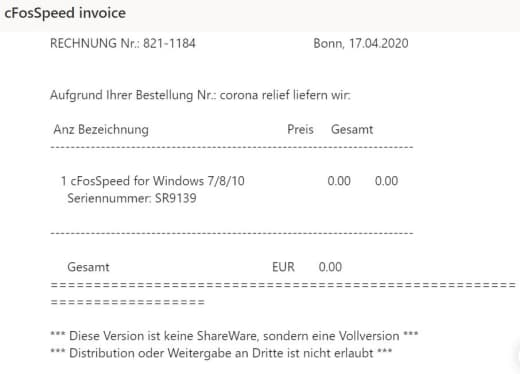 cFosSpeed invoice
RECHNUNG Nr.: 821-1184 Bonn, 17.04.2020
Aufgrund Ihrer Bestellung Nr.: corona relief liefern wir:
Anz Bezeichnung Preis Gesamt
-------------------------------------------------------------------------
1 cFosSpeed for Windows 7/8/10 0.00 0.00
Seriennummer: SR9139
-------------------------------------------------------------------------
Gesamt EUR 0.00
======================================================
==================
*** Diese Version ist keine ShareWare, sondern eine Vollversion ***
*** Distribution oder Weitergabe an Dritte ist nicht erlaubt ***